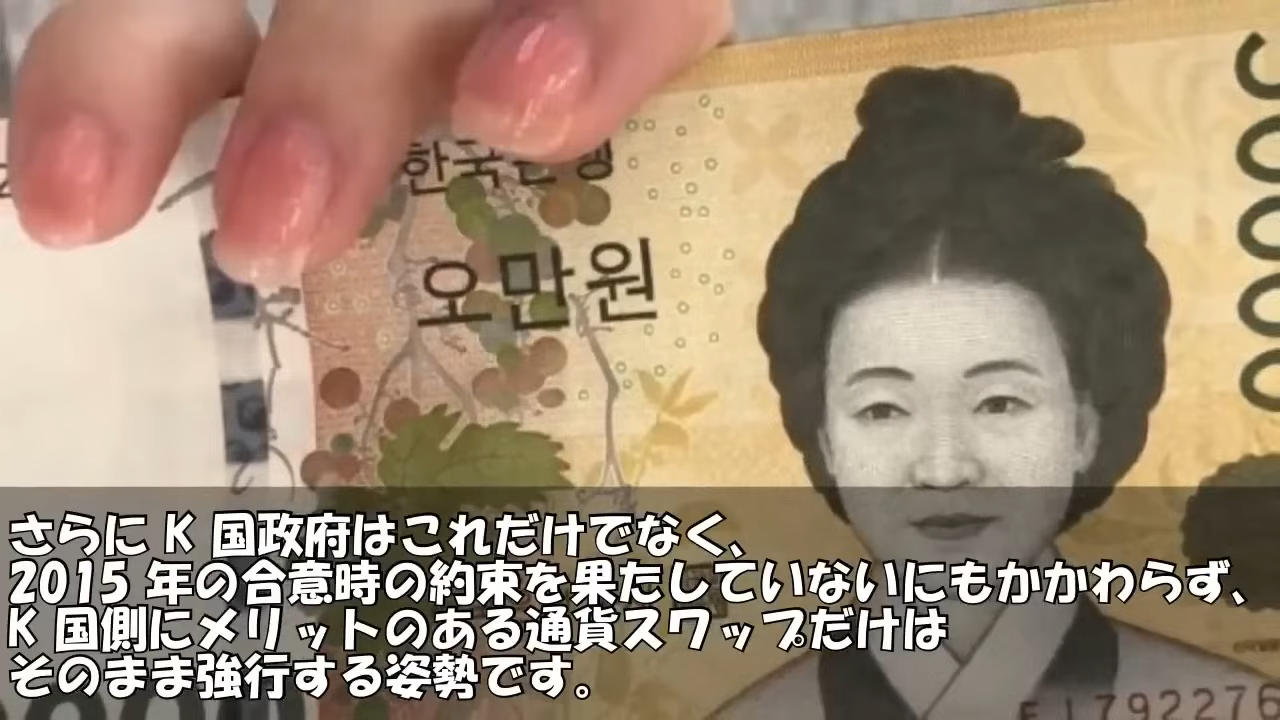 한국은행
오만원
0000
さらに K 国政府はこれだけでなく、
2015 年の合意時の約束を果たしていないにもかかわらず、
K 国側にメリットのある通貨スワップだけは
そのまま強行する姿勢です。